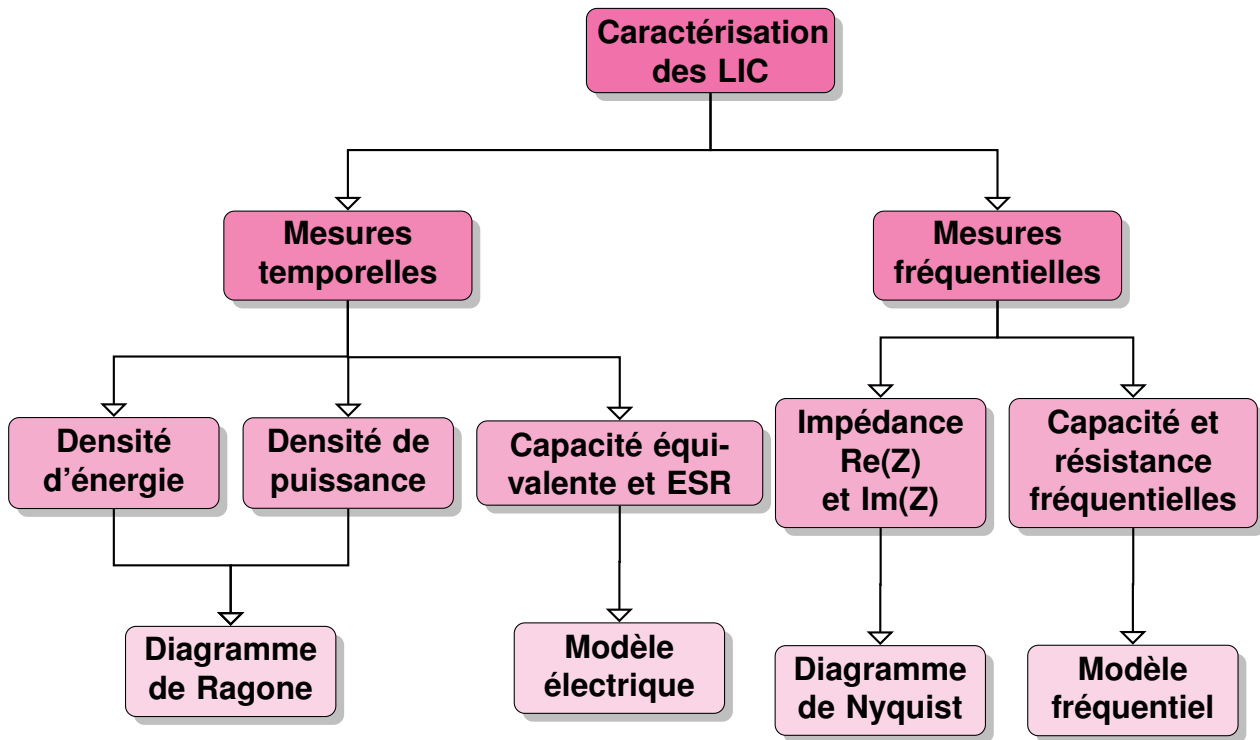 Caractérisation
des LIC
Mesures
temporelles
Mesures
fréquentielles
Densité
d'énergie
Densité de
puissance
Capacité équi-
valente et ESR
Impédance
Re(Z)
et Im(Z)
Capacité et
résistance
fréquentielles
Diagramme
de Ragone
Modèle
électrique
Diagramme
de Nyquist
Modèle
fréquentiel